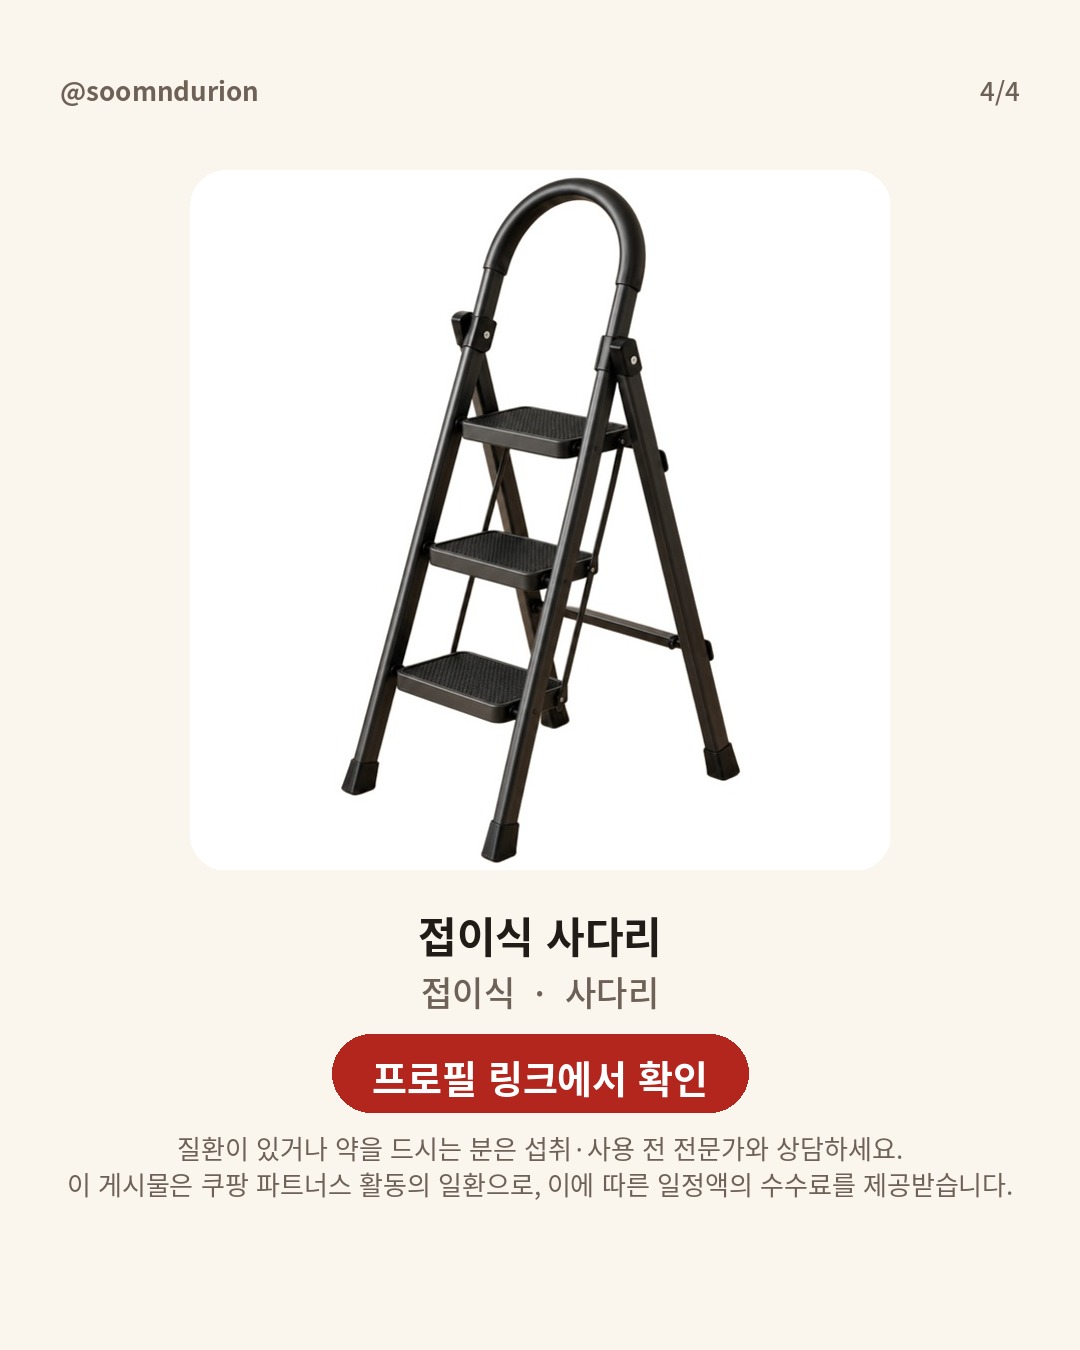 @soomndurion
4/4
접이식 사다리
접이식 · 사다리
프로필 링크에서 확인
질환이 있거나 약을 드시는 분은 섭취·사용 전 전문가와 상담하세요.
이 게시물은 쿠팡 파트너스 활동의 일환으로, 이에 따른 일정액의 수수료를 제공받습니다.